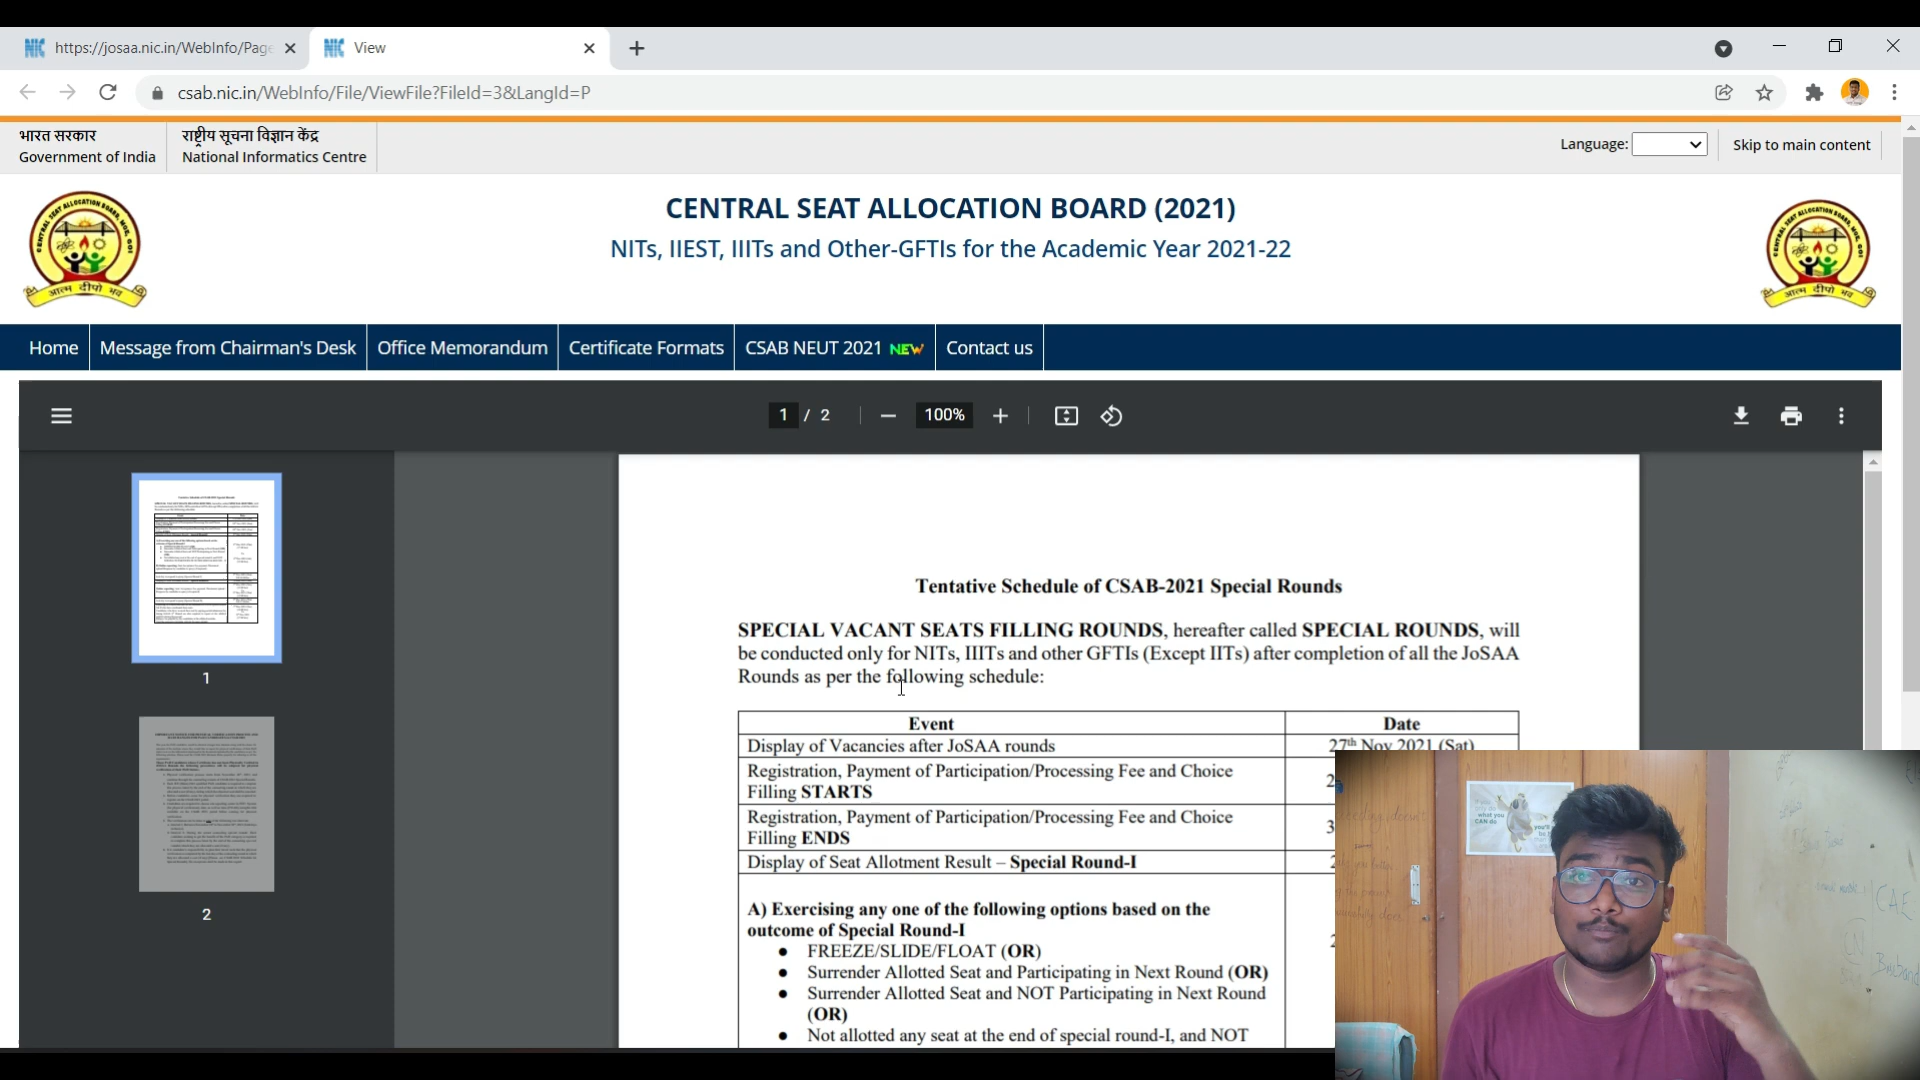 https://josaa.nic.in/WebInfo/Page
View
csab.nic.in/WebInfo/File/ViewFile?FileId=3&LangId=P
भारत सरकार
Government of India
राष्ट्रीय सूचना विज्ञान केंद्र
National Informatics Centre
Language:
Skip to main content
CENTRAL SEAT ALLOCATION BOARD (2021)
NITs, IIEST, IIITs and Other-GFTIs for the Academic Year 2021-22
Home
Message from Chairman's Desk
Office Memorandum
Certificate Formats
CSAB NEUT 2021 NEW
Contact us
1 / 2
100%
Tentative Schedule of CSAB-2021 Special Rounds
SPECIAL VACANT SEATS FILLING ROUNDS, hereafter called SPECIAL ROUNDS, will
be conducted only for NITs, IIITs and other GFTIs (Except IITs) after completion of all the JoSAA
Rounds as per the following schedule:
Event
Date
Display of Vacancies after JoSAA rounds
27th Nov 2021 (Sat)
Registration, Payment of Participation/Processing Fee and Choice
Filling STARTS
Registration, Payment of Participation/Processing Fee and Choice
Filling ENDS
Display of Seat Allotment Result – Special Round-I
A) Exercising any one of the following options based on the
outcome of Special Round-I
● FREEZE/SLIDE/FLOAT (OR)
● Surrender Allotted Seat and Participating in Next Round (OR)
● Surrender Allotted Seat and NOT Participating in Next Round
(OR)
● Not allotted any seat at the end of special round-I, and NOT
1
2
what you
CAN do
CAE